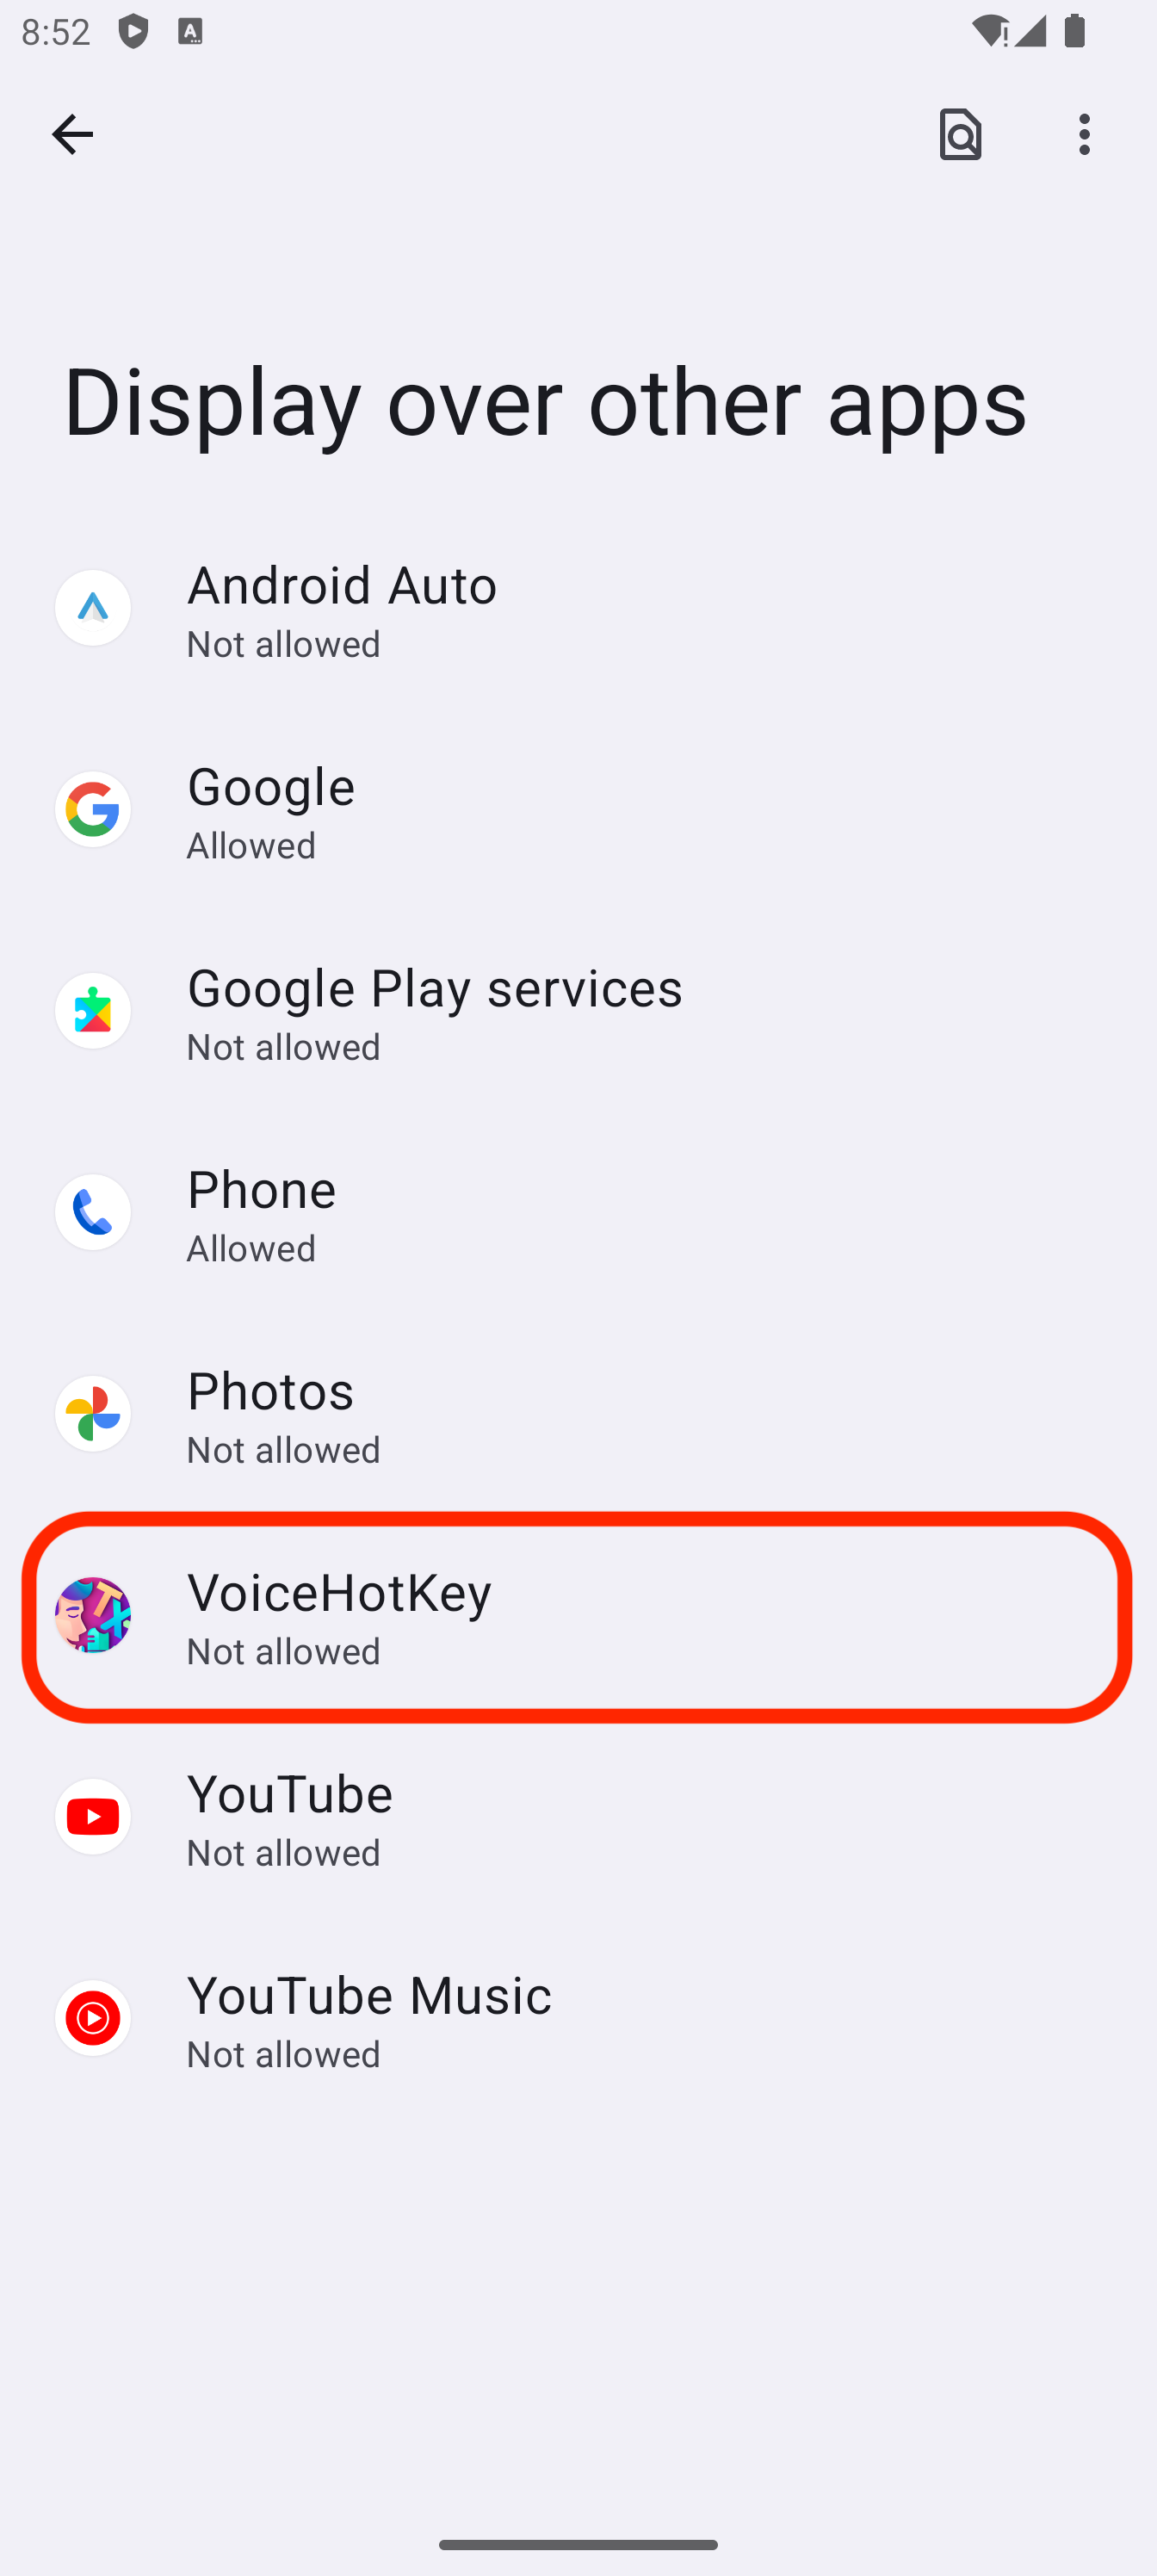 8:52
Display over other apps
Android Auto
Not allowed
Google
Allowed
Google Play services
Not allowed
Phone
Allowed
Photos
Not allowed
VoiceHotKey
Not allowed
YouTube
Not allowed
YouTube Music
Not allowed